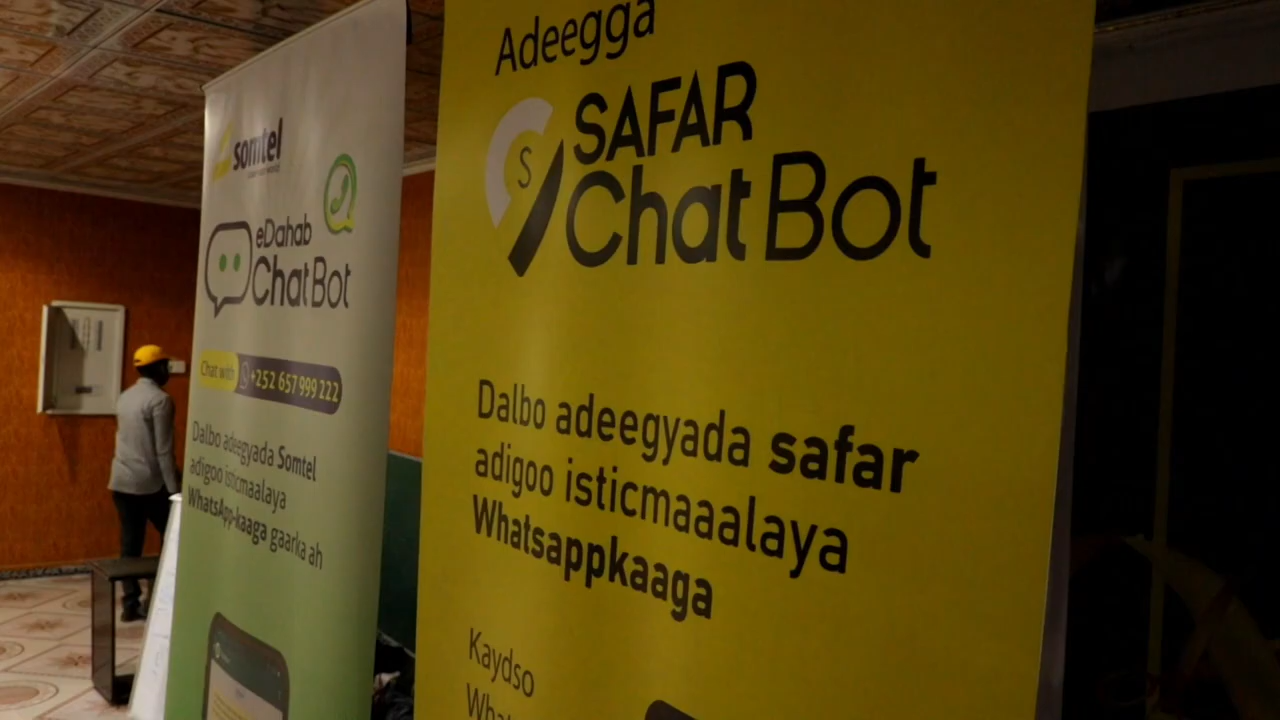 somtel
eDahab
ChatBot
Chat with +252 657 999 222
Dalbo adeegyada Somtel
adigoo isticmaalaya
WhatsApp-kaaga gaarka ah
Adeegga
SAFAR
ChatBot
Dalbo adeegyada safar
adigoo isticmaaalaya
Whatsappkaaga
Kaydso